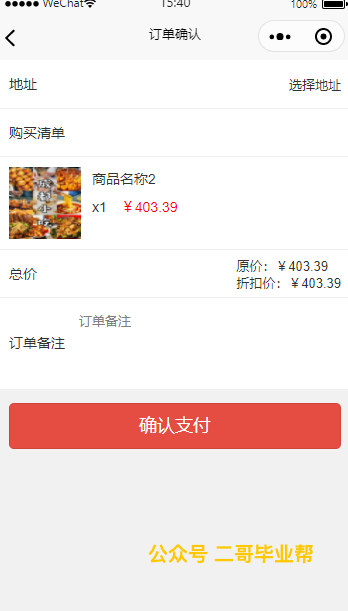 ●●●●● WeChat 15:40 100%
订单确认
地址 选择地址
购买清单
商品名称2
x1 ￥403.39
总价
原价：￥403.39
折扣价：￥403.39
订单备注
订单备注
确认支付
公众号 二哥毕业帮